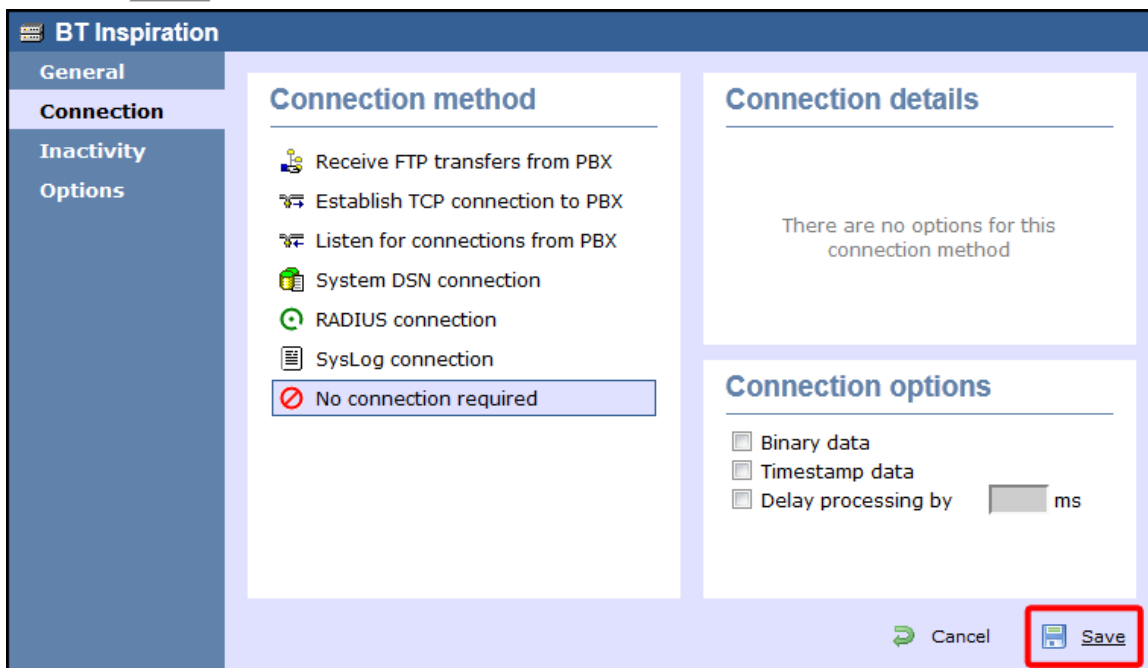 BT Inspiration
General
Connection
Inactivity
Options
Connection method
Receive FTP transfers from PBX
Establish TCP connection to PBX
Listen for connections from PBX
System DSN connection
RADIUS connection
SysLog connection
No connection required
Connection details
There are no options for this
connection method
Connection options
Binary data
Timestamp data
Delay processing by ms
Cancel
Save